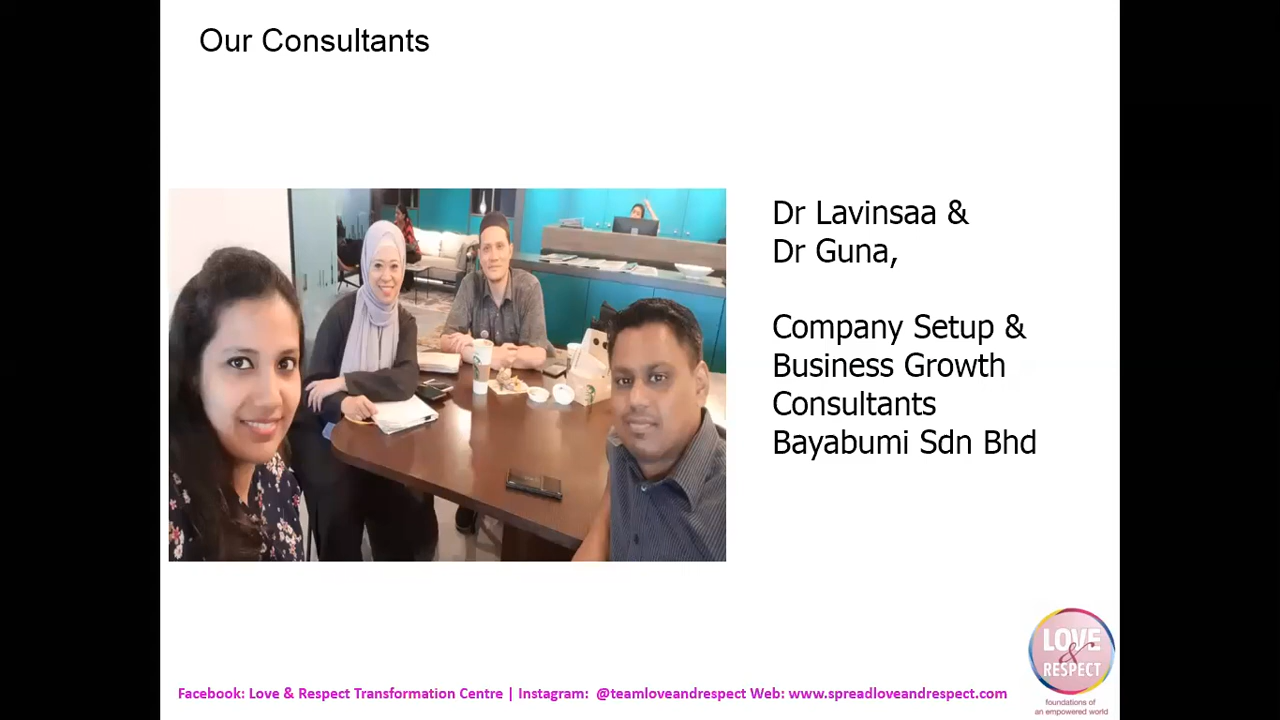 Our Consultants
Dr Lavinsaa &
Dr Guna,
Company Setup &
Business Growth
Consultants
Bayabumi Sdn Bhd
LOVE
&
RESPECT
foundations of
an empowered world
Facebook: Love & Respect Transformation Centre | Instagram:  @teamloveandrespect Web: www.spreadloveandrespect.com